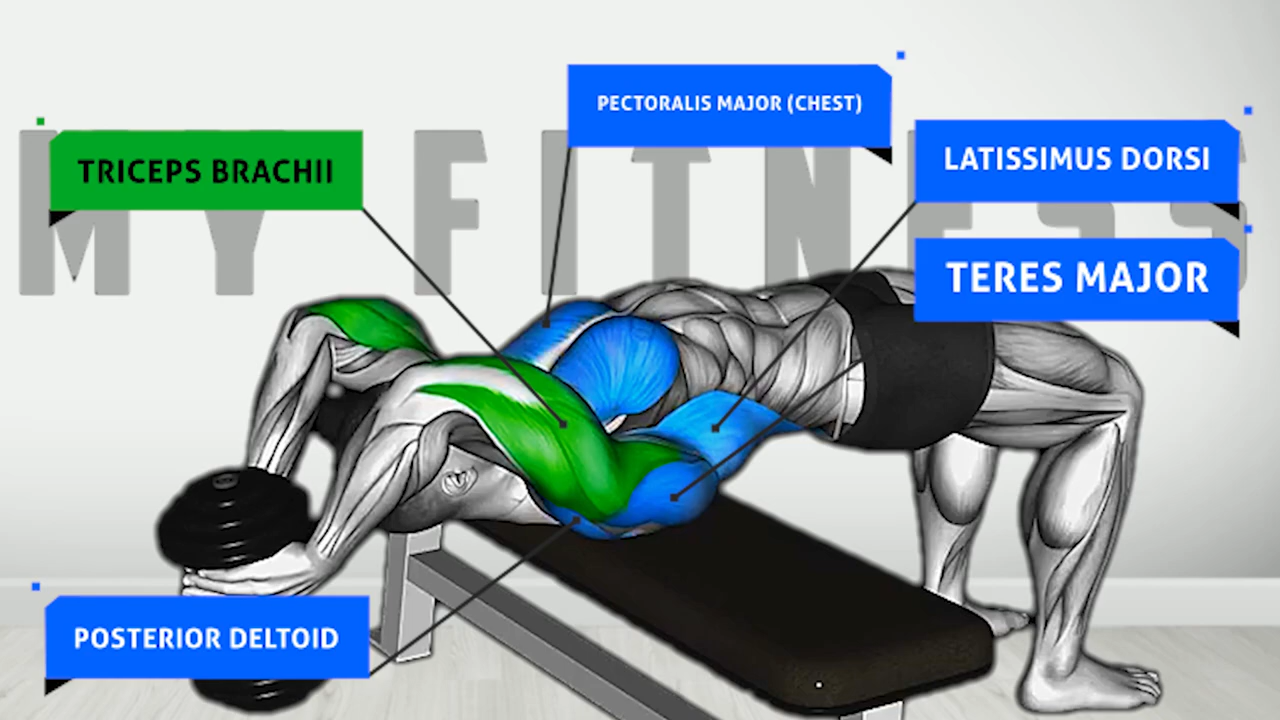 PECTORALIS MAJOR (CHEST)
TRICEPS BRACHII
LATISSIMUS DORSI
MY FITNESS
TERES MAJOR
POSTERIOR DELTOID